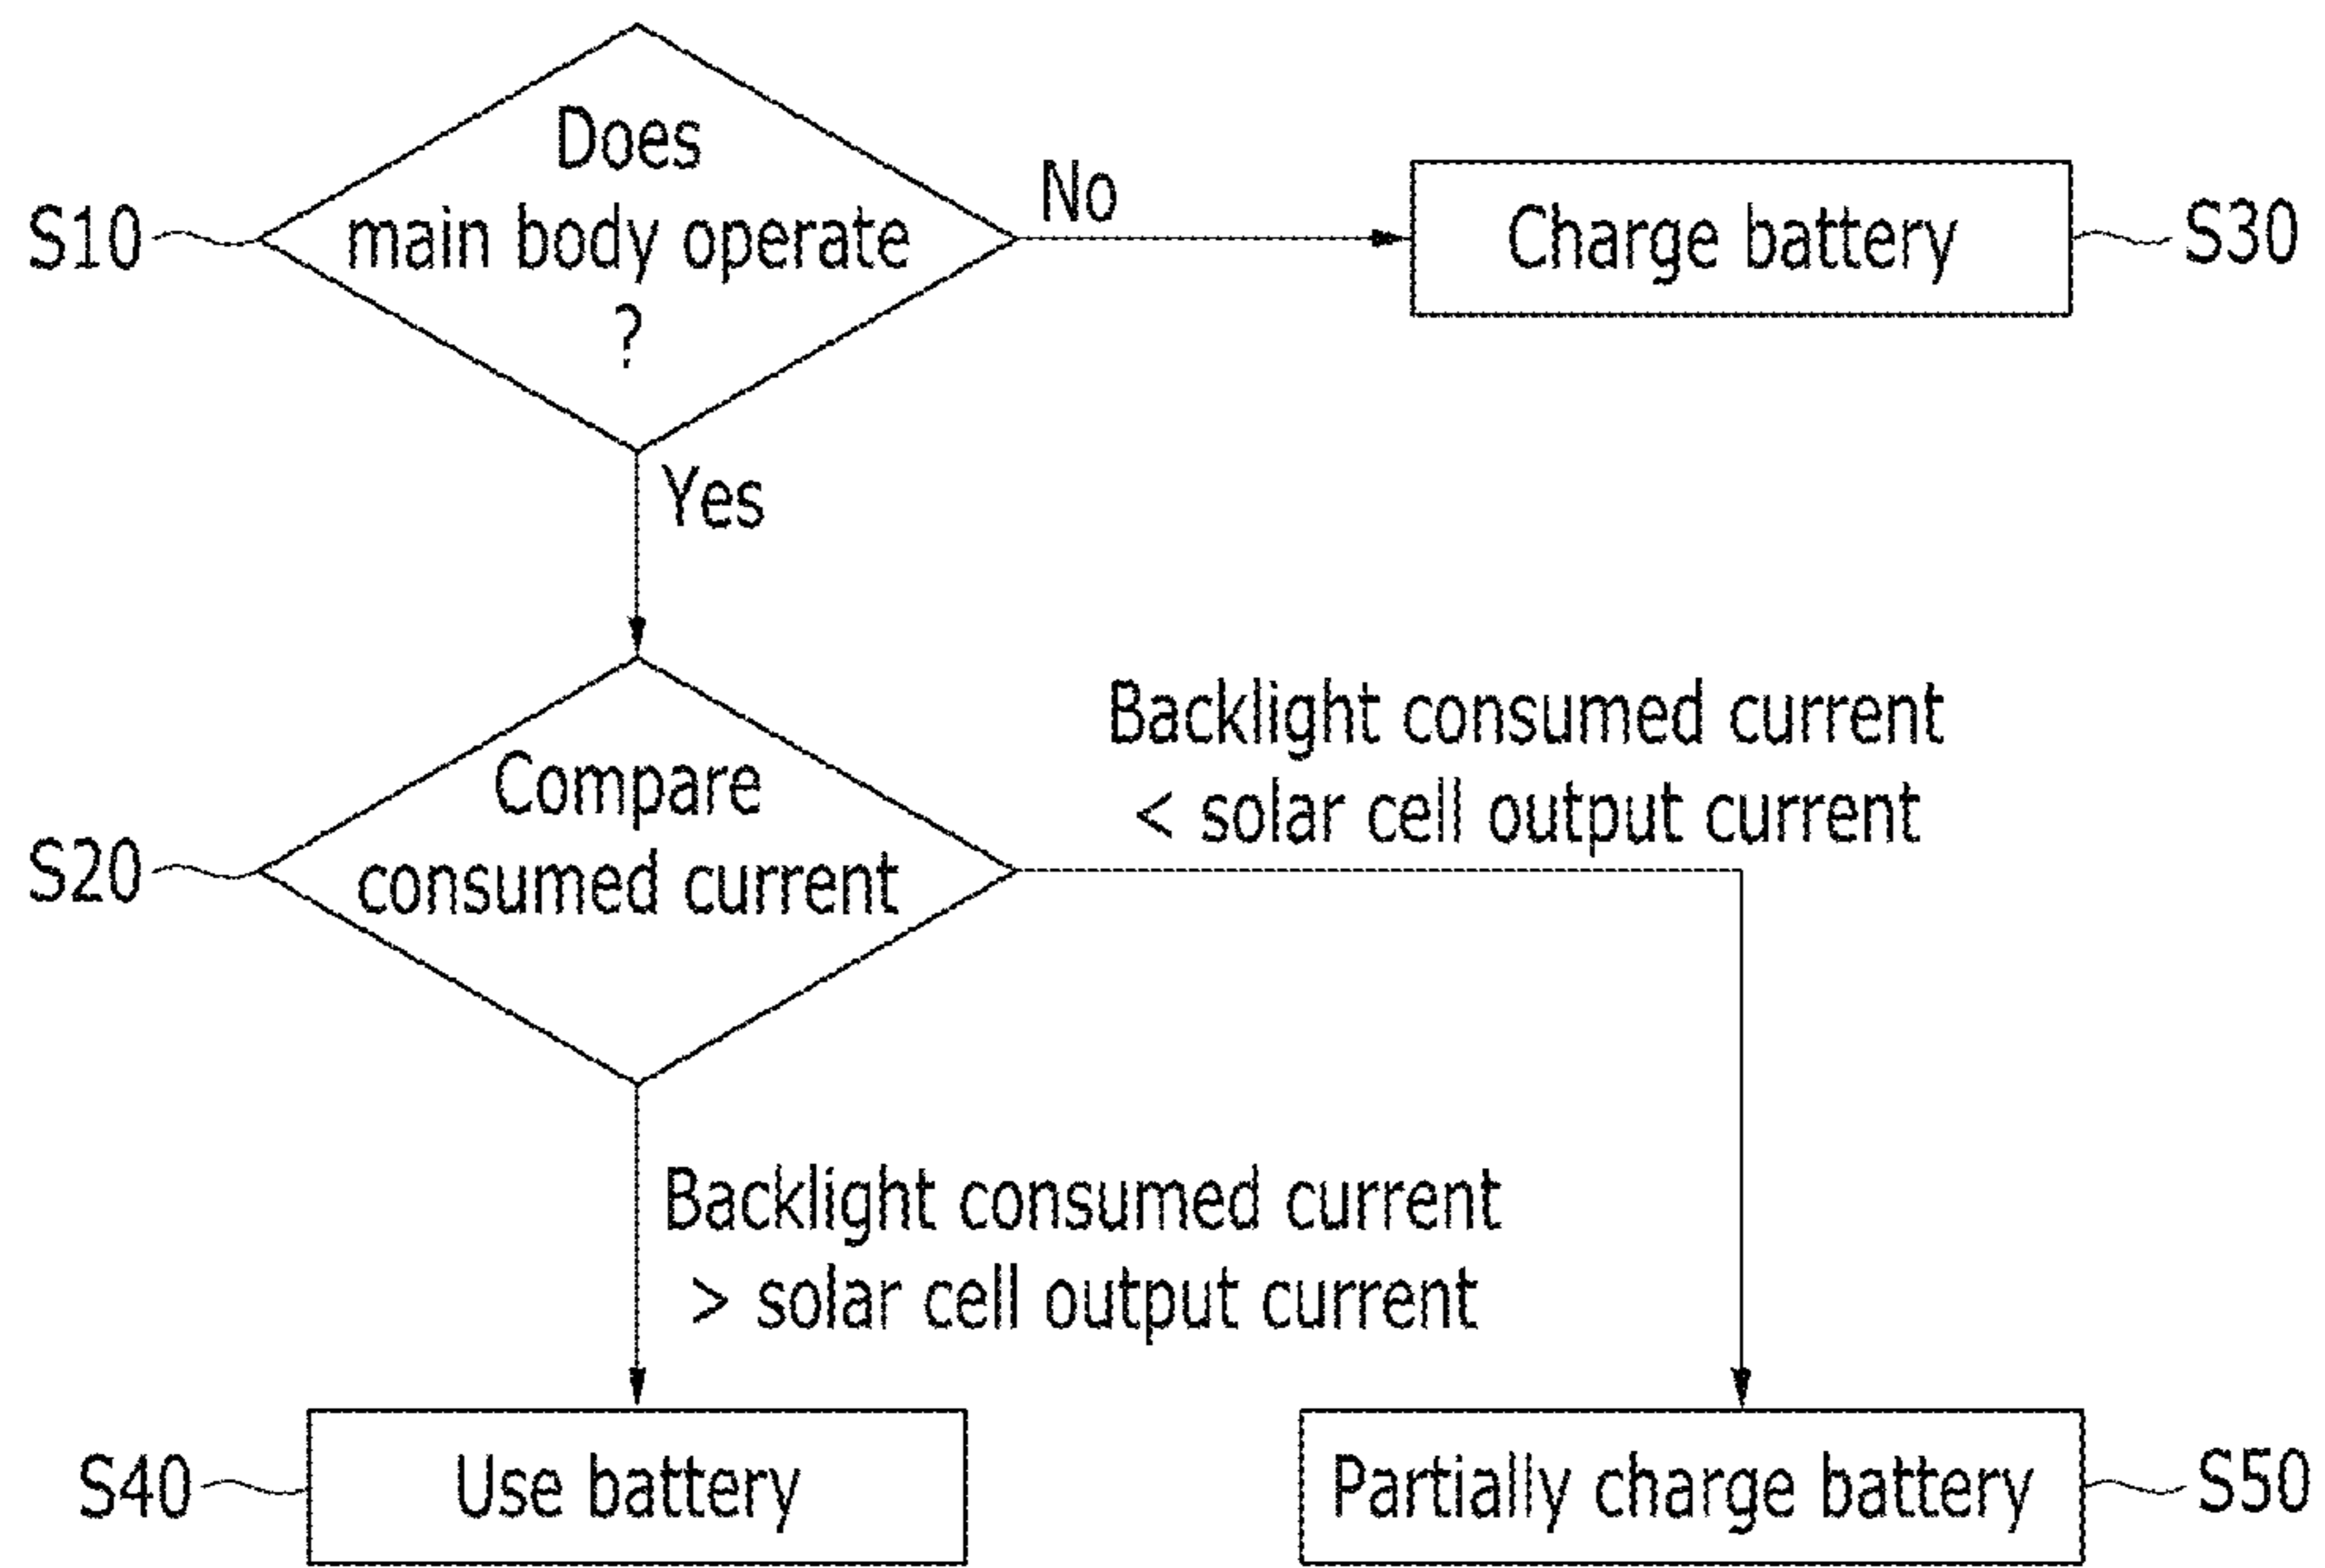 Does
main body operate
?
S10
No
Charge battery
S30
Yes
Compare
consumed current
S20
Backlight consumed current
< solar cell output current
Backlight consumed current
> solar cell output current
S40
Use battery
Partially charge battery
S50